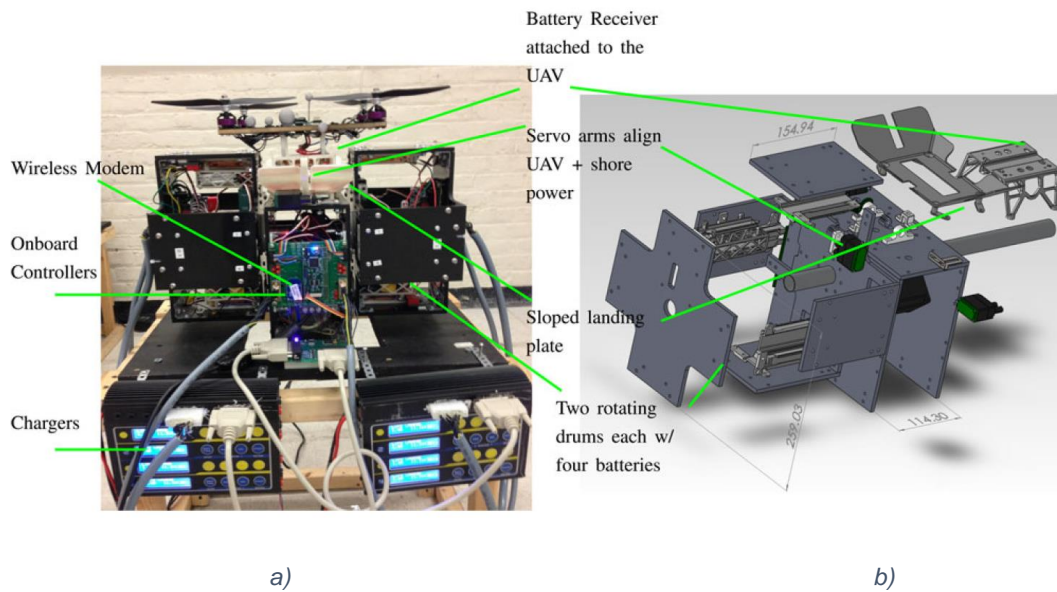 Battery Receiver
attached to the
UAV
Servo arms align
UAV + shore
power
Wireless Modem
Onboard
Controllers
Sloped landing
plate
Chargers
Two rotating
drums each w/
four batteries
154.94
259.03
114.30
a)
b)